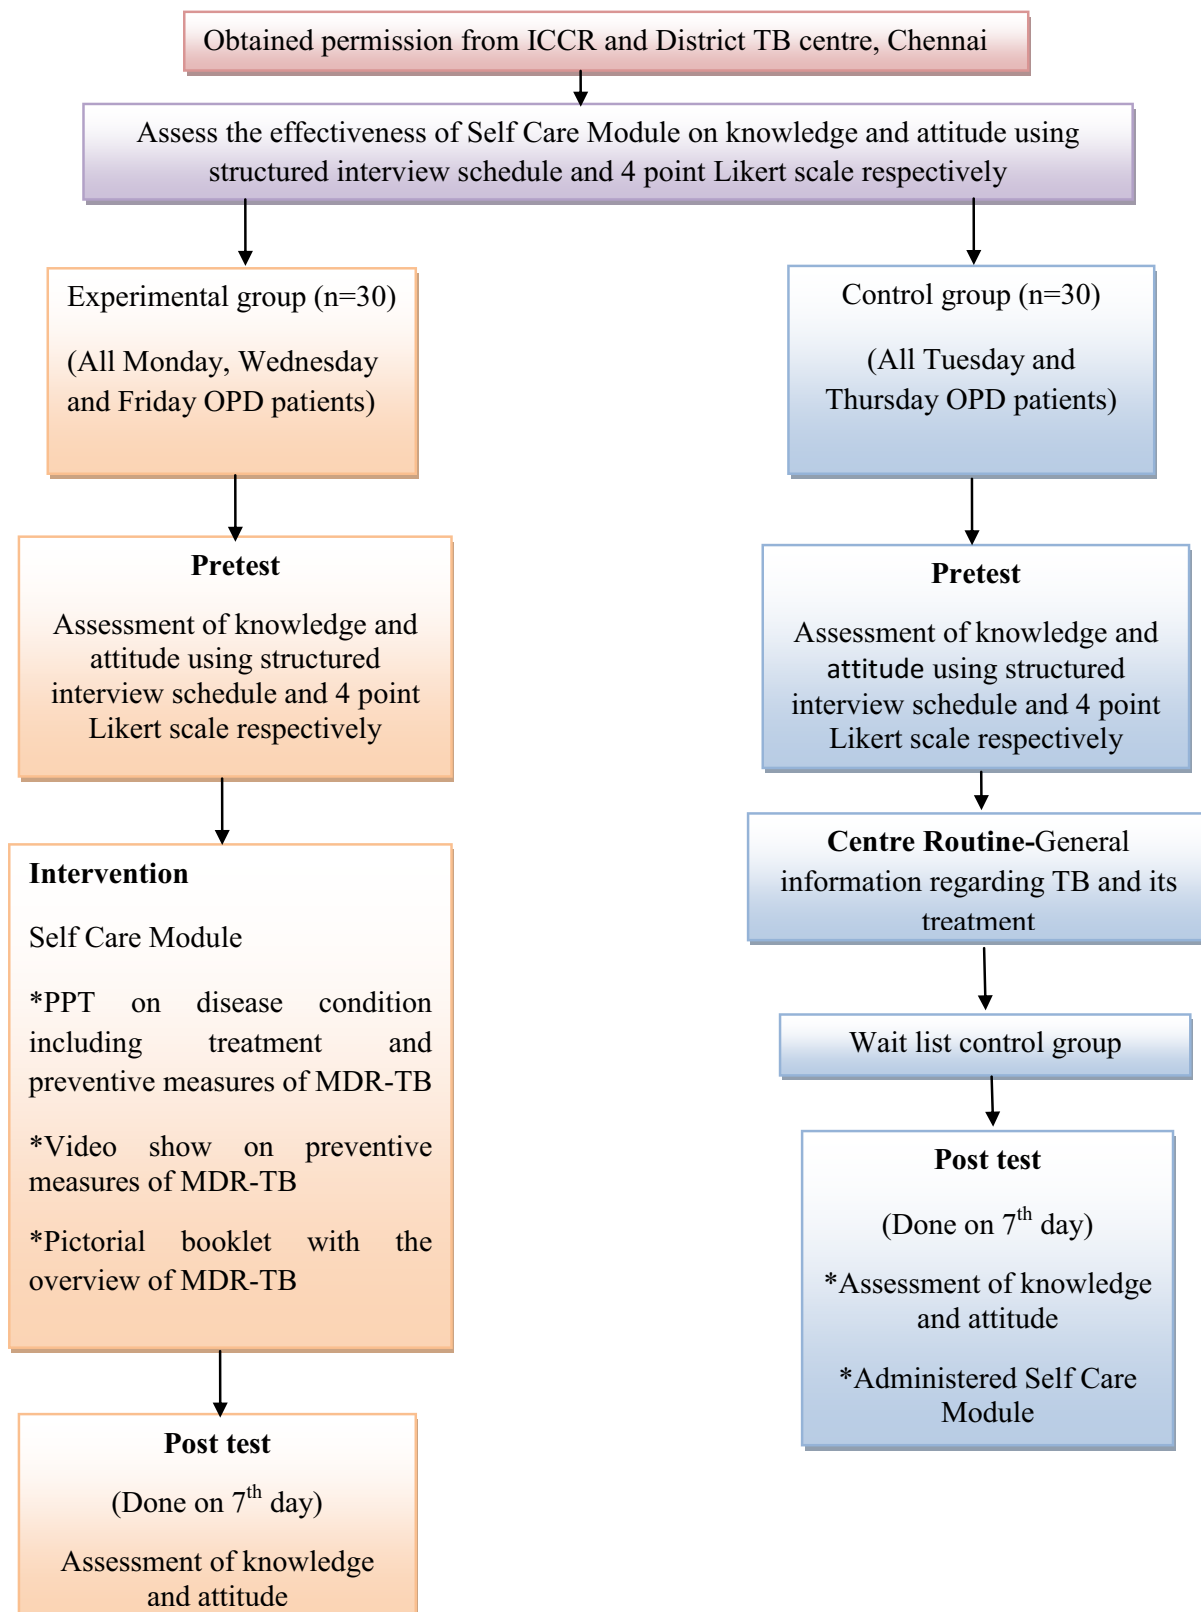 Obtained permission from ICCR and District TB centre, Chennai
Assess the effectiveness of Self Care Module on knowledge and attitude using
structured interview schedule and 4 point Likert scale respectively
Experimental group (n=30)
(All Monday, Wednesday
and Friday OPD patients)
Control group (n=30)
(All Tuesday and
Thursday OPD patients)
Pretest
Assessment of knowledge and
attitude using structured
interview schedule and 4 point
Likert scale respectively
Pretest
Assessment of knowledge and
attitude using structured
interview schedule and 4 point
Likert scale respectively
Intervention
Self Care Module
*PPT on disease condition
including treatment and
preventive measures of MDR-TB
*Video show on preventive
measures of MDR-TB
*Pictorial booklet with the
overview of MDR-TB
Centre Routine-General
information regarding TB and its
treatment
Wait list control group
Post test
(Done on 7th day)
*Assessment of knowledge
and attitude
*Administered Self Care
Module
Post test
(Done on 7th day)
Assessment of knowledge
and attitude